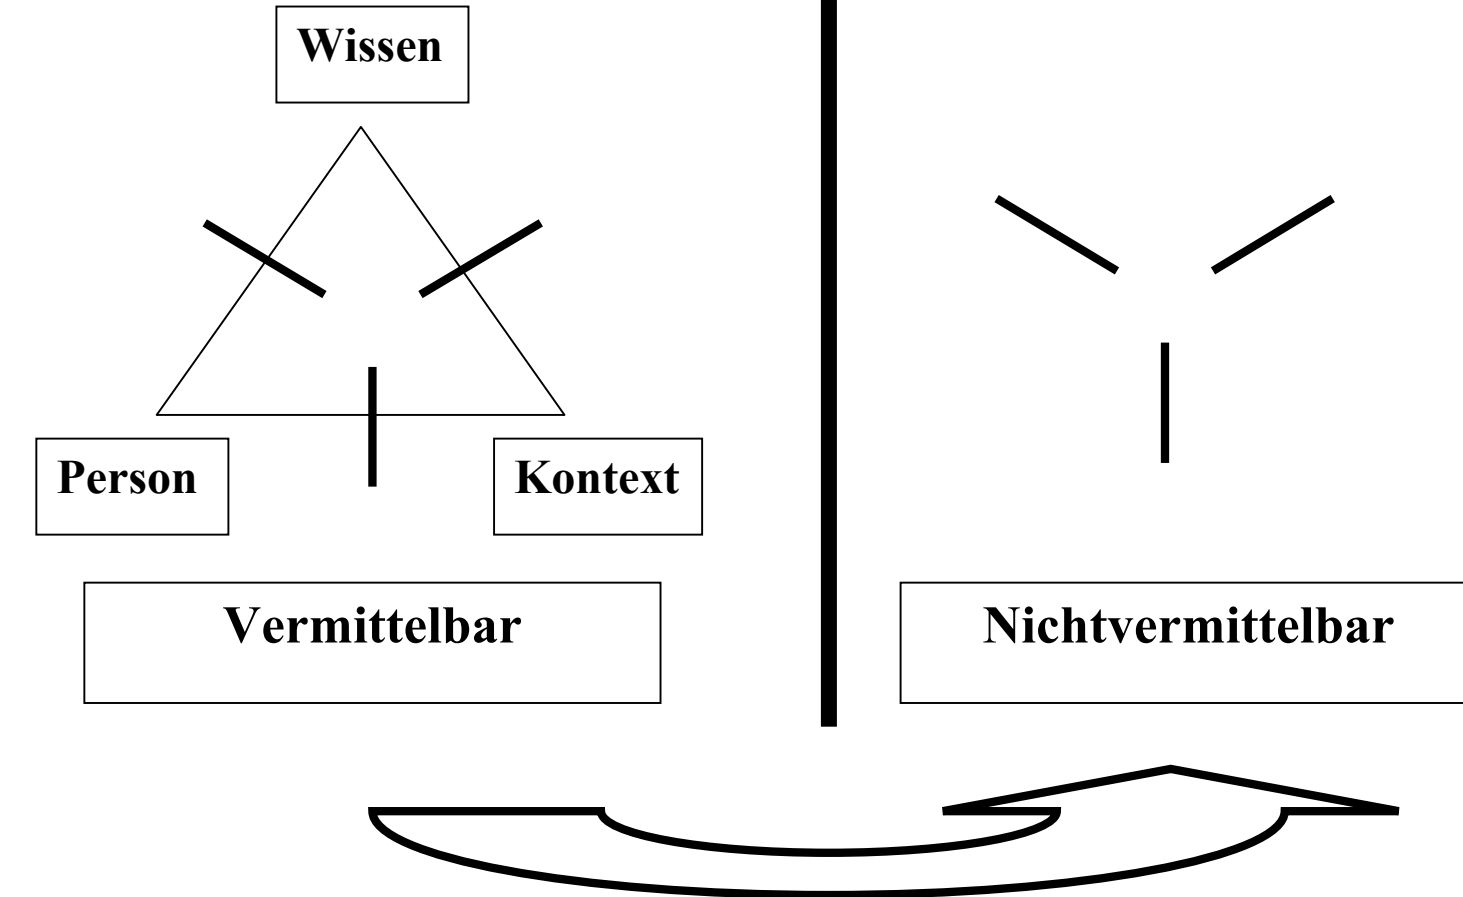 Wissen
Person
Kontext
Vermittelbar
Nichtvermittelbar